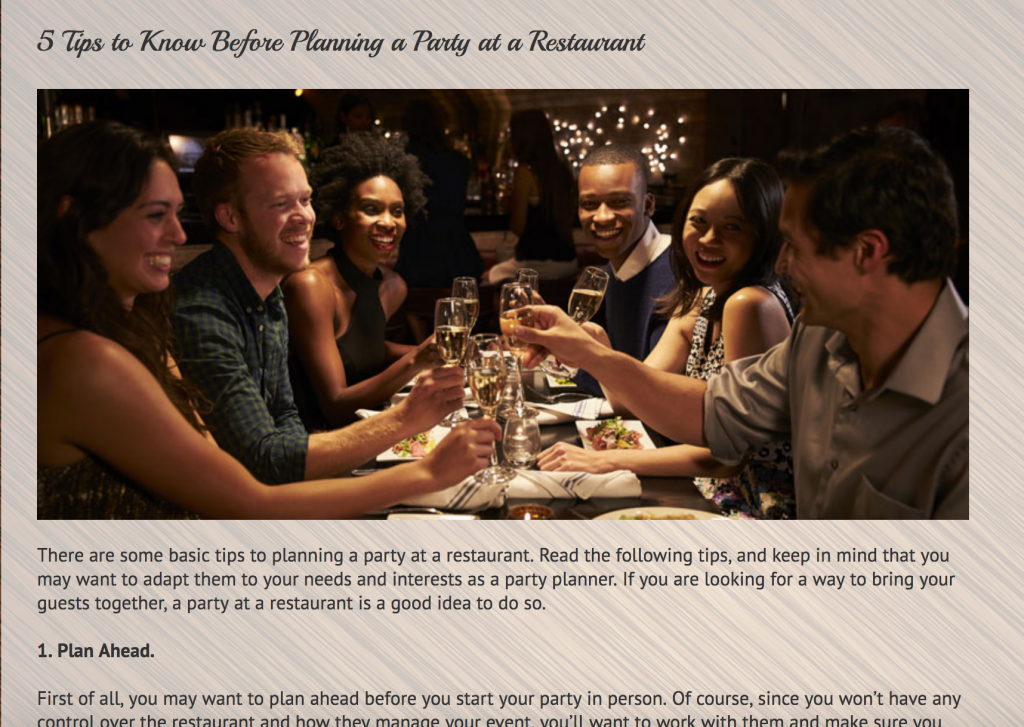 5 Tips to Know Before Planning a Party at a Restaurant
There are some basic tips to planning a party at a restaurant. Read the following tips, and keep in mind that you
may want to adapt them to your needs and interests as a party planner. If you are looking for a way to bring your
guests together, a party at a restaurant is a good idea to do so.
1. Plan Ahead.
First of all, you may want to plan ahead before you start your party in person. Of course, since you won’t have any
control over the restaurant and how they manage your event, you’ll want to work with them and make sure you